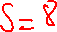 S = 8